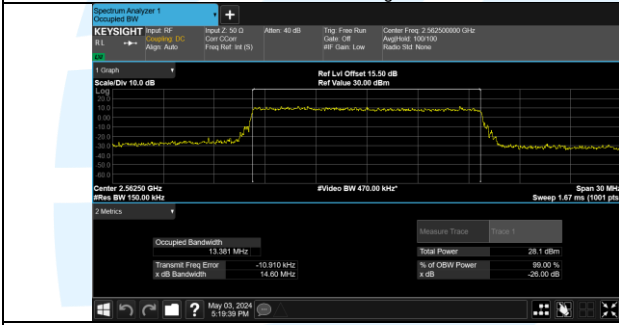 Spectrum Analyzer 1
Occupied BW
+
KEYSIGHT Input: RF Input Z: 50 Ω Atten: 40 dB Trig: Free Run Center Freq: 2.562500000 GHz
RL Coupling: DC Corr CCorr Gate: Off Avg|Hold: 100/100
Align: Auto Freq Ref: Int (S) #IF Gain: Low Radio Std: None
1 Graph
Ref Lvl Offset 15.50 dB
Scale/Div 10.0 dB Ref Value 30.00 dBm
Log
20.0
10.0
0.00
-10.0
-20.0
-30.0
-40.0
-50.0
-60.0
Center 2.56250 GHz #Video BW 470.00 kHz* Span 30 MHz
#Res BW 150.00 kHz Sweep 1.67 ms (1001 pts)
2 Metrics
Measure Trace Trace 1
Occupied Bandwidth
13.381 MHz Total Power 28.1 dBm
Transmit Freq Error -10.910 kHz % of OBW Power 99.00 %
x dB Bandwidth 14.60 MHz x dB -26.00 dB
? May 03, 2024
5:19:39 PM